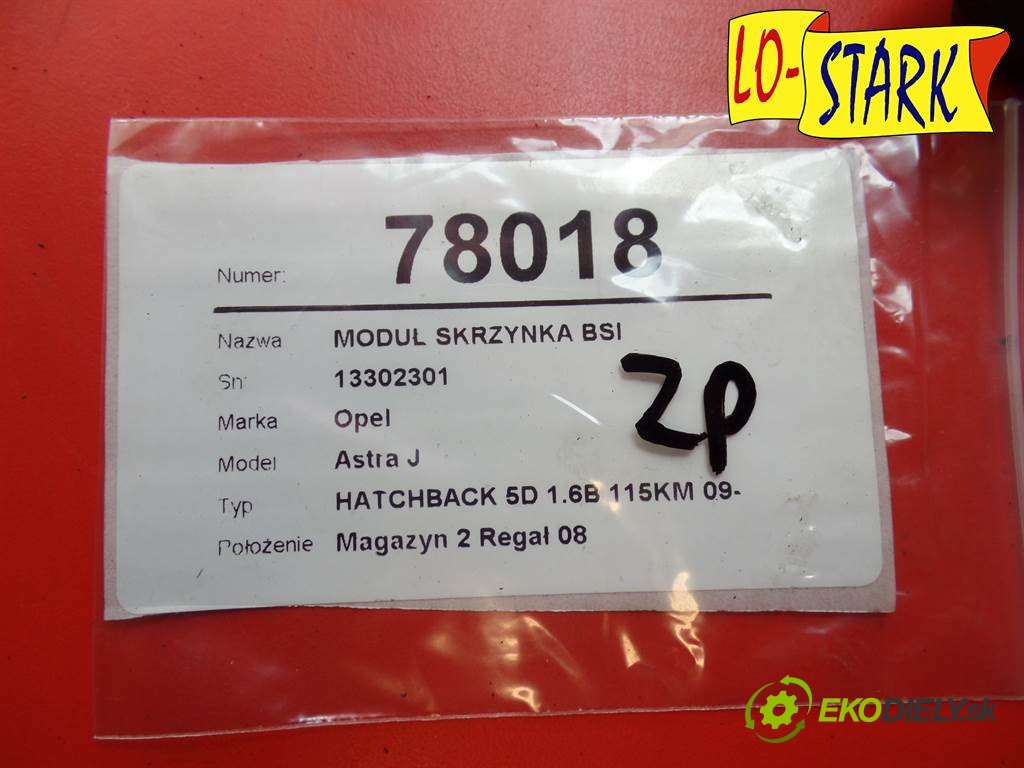 LO-STARK
Numer: 78018
Nazwa MODUŁ SKRZYNKA BSI
Sn: 13302301
Marka Opel
Model Astra J
Typ HATCHBACK 5D 1.6B 115KM 09-
Położenie Magazyn 2 Regał 08
ZP
EKODIELY.sk